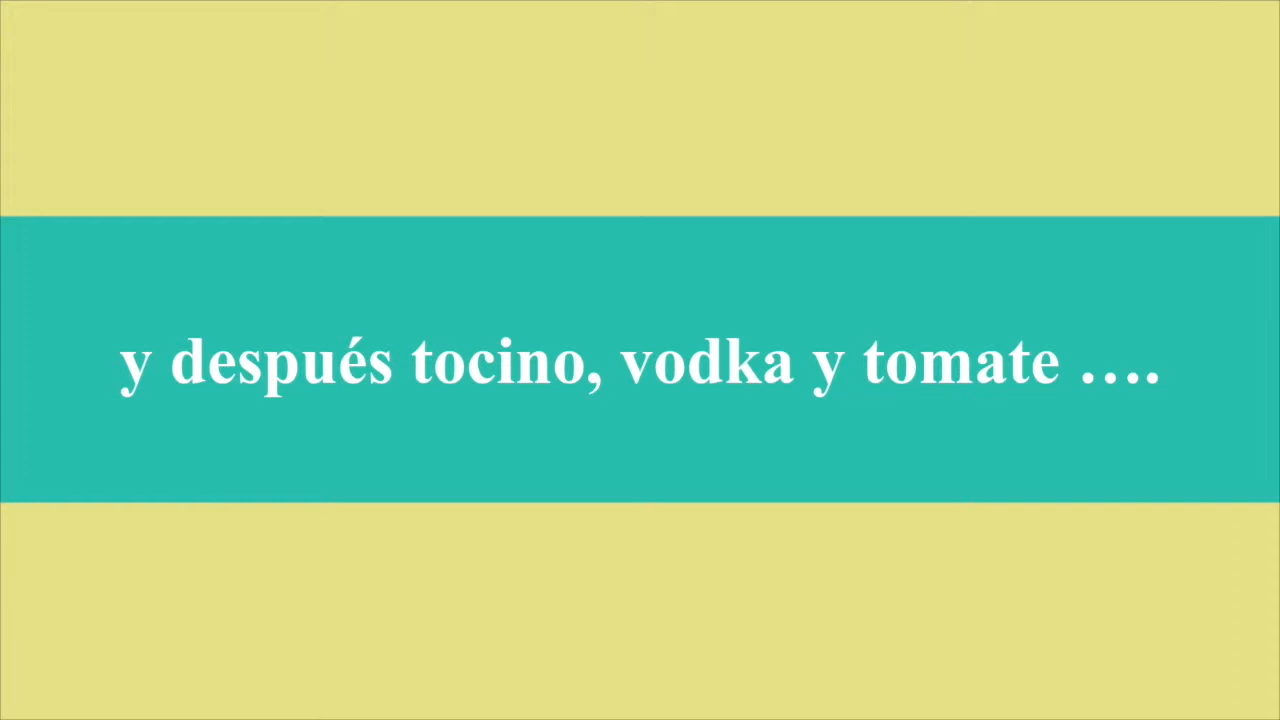 y después tocino, vodka y tomate ….